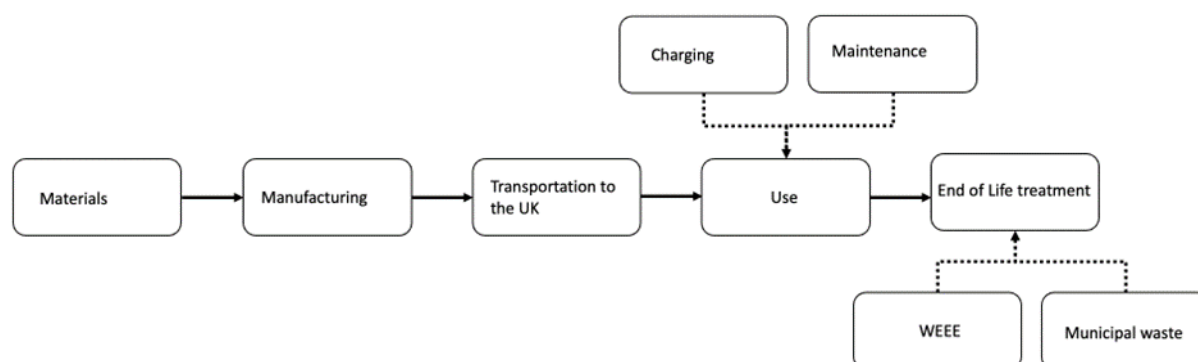 Charging
Maintenance
Materials
Manufacturing
Transportation to
the UK
Use
End of Life treatment
WEEE
Municipal waste